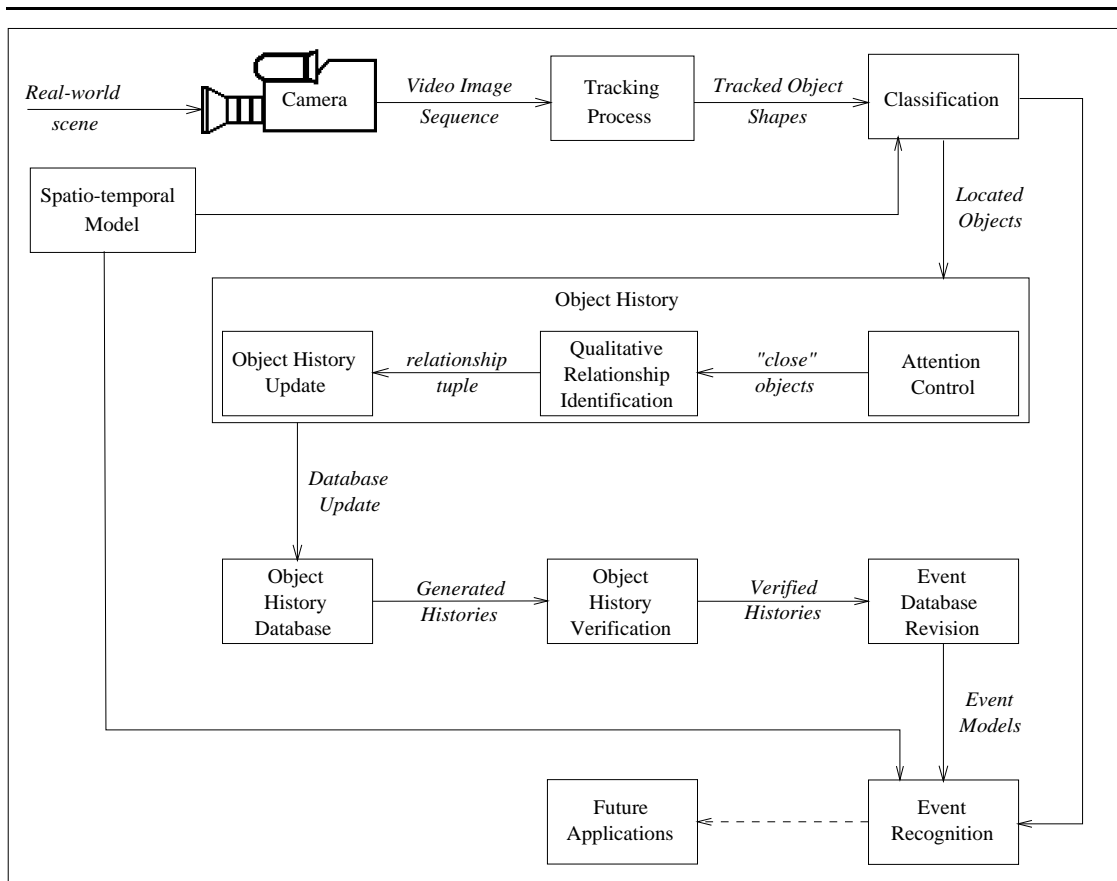 Real-world
scene
Camera
Video Image
Sequence
Tracking
Process
Tracked Object
Shapes
Classification
Spatio-temporal
Model
Located
Objects
Object History
Object History
Update
relationship
tuple
Qualitative
Relationship
Identification
"close"
objects
Attention
Control
Database
Update
Object
History
Database
Generated
Histories
Object
History
Verification
Verified
Histories
Event
Database
Revision
Event
Models
Future
Applications
Event
Recognition